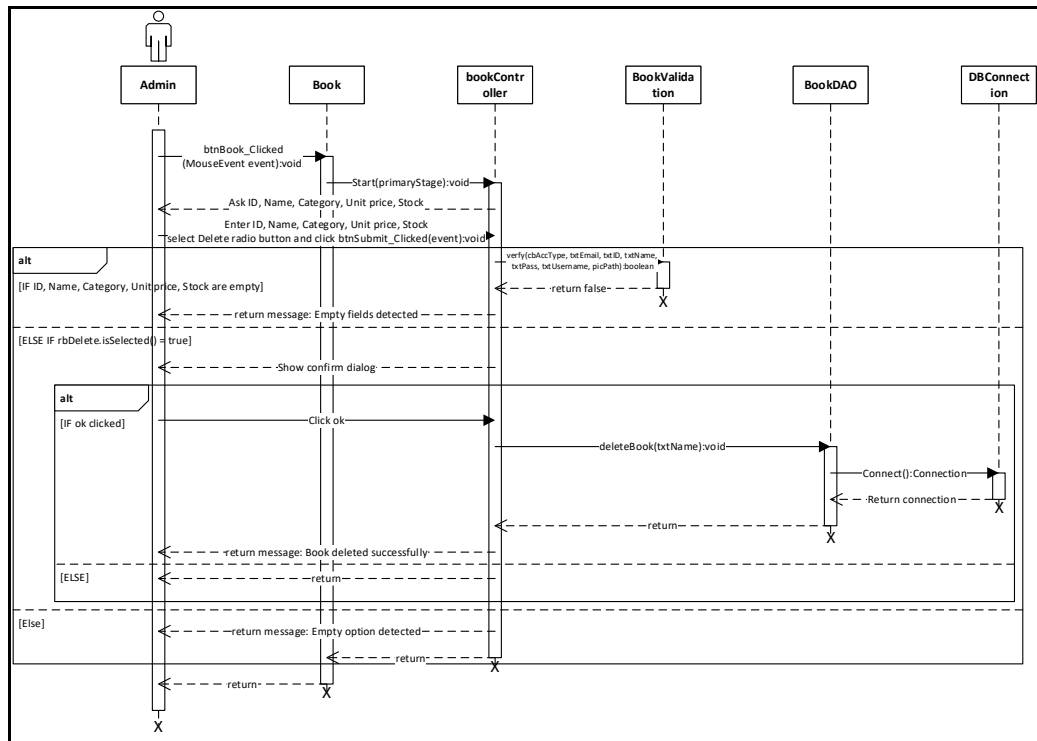 Admin
Book
bookContr
oller
BookValida
tion
BookDAO
DBConnect
ion
btnBook_Clicked
(MouseEvent event):void
Start(primaryStage):void
Ask ID, Name, Category, Unit price, Stock
Enter ID, Name, Category, Unit price, Stock
select Delete radio button and click btnSubmit_Clicked(event):void
alt
verfy(cbAccType, txtEmail, txtID, txtName,
txtPass, txtUsername, picPath):boolean
[IF ID, Name, Category, Unit price, Stock are empty]
return false
X
return message: Empty fields detected
[ELSE IF rbDelete.isSelected() = true]
Show confirm dialog
alt
[IF ok clicked]
Click ok
deleteBook(txtName):void
Connect():Connection
Return connection
X
return
X
return message: Book deleted successfully
[ELSE]
return
[Else]
return message: Empty option detected
return
X
return
X
X